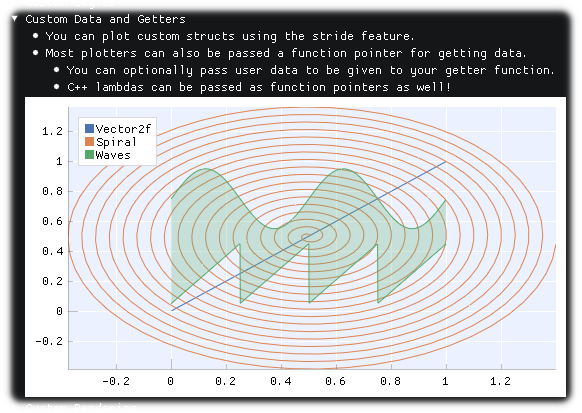 Custom Data and Getters
You can plot custom structs using the stride feature.
Most plotters can also be passed a function pointer for getting data.
You can optionally pass user data to be given to your getter function.
C++ lambdas can be passed as function pointers as well!
Vector2f
Spiral
Waves
1.2
1
0.8
0.6
0.4
0.2
0
-0.2
-0.2 0 0.2 0.4 0.6 0.8 1 1.2